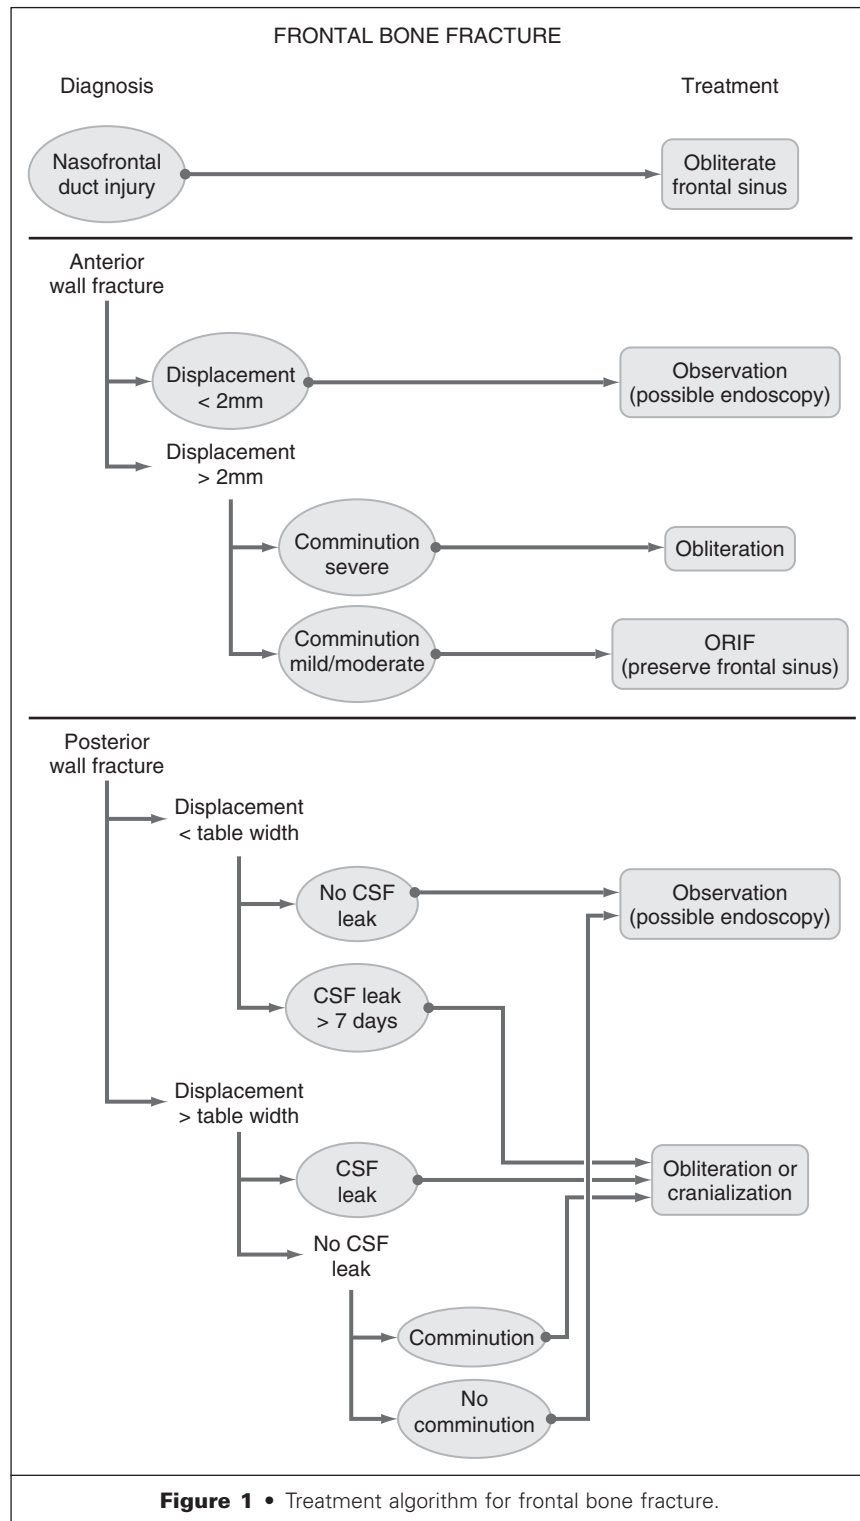 FRONTAL BONE FRACTURE
Diagnosis
Treatment
Nasofrontal
duct injury
Obliterate
frontal sinus
Anterior
wall fracture
Displacement
< 2mm
Observation
(possible endoscopy)
Displacement
> 2mm
Comminution
severe
Obliteration
Comminution
mild/moderate
ORIF
(preserve frontal sinus)
Posterior
wall fracture
Displacement
< table width
No CSF
leak
Observation
(possible endoscopy)
CSF leak
> 7 days
Displacement
> table width
CSF
leak
Obliteration or
cranialization
No CSF
leak
Comminution
No
comminution
Figure 1 • Treatment algorithm for frontal bone fracture.